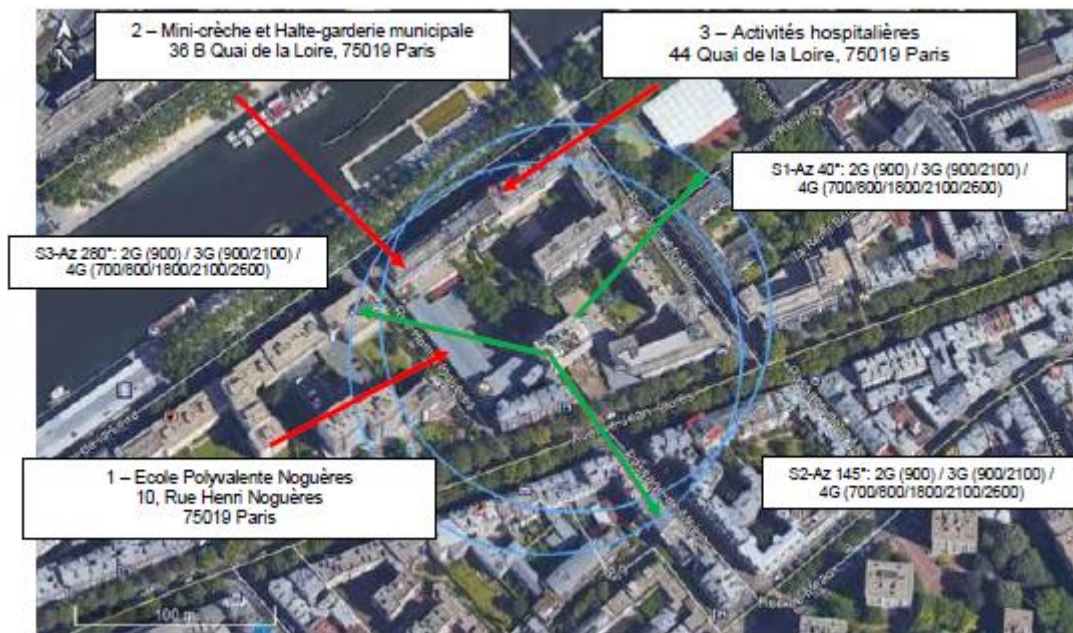 2 – Mini-crèche et Halte-garderie municipale
36 B Quai de la Loire, 75019 Paris
3 – Activités hospitalières
44 Quai de la Loire, 75019 Paris
S1-Az 40°: 2G (900) / 3G (900/2100) /
4G (700/800/1800/2100/2600)
S3-Az 280°: 2G (900) / 3G (900/2100) /
4G (700/800/1800/2100/2600)
1 – Ecole Polyvalente Noguères
10, Rue Henri Noguères
75019 Paris
S2-Az 145°: 2G (900) / 3G (900/2100) /
4G (700/800/1800/2100/2600)
100 m